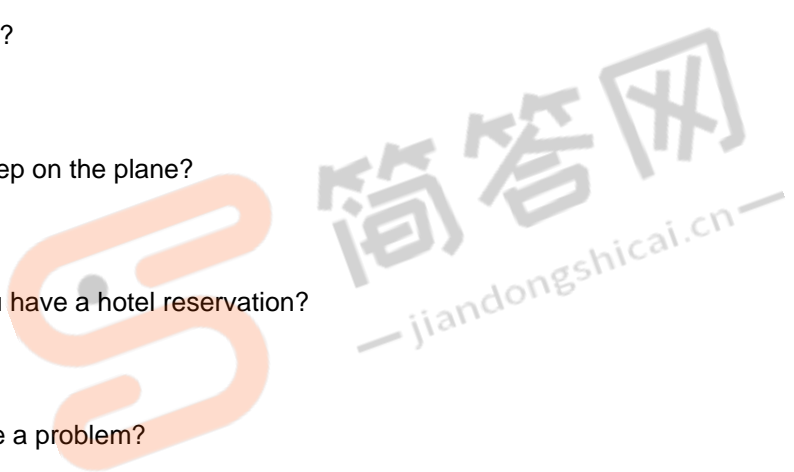 ?
ep on the plane?
简答网
jiandongshicai.cn
have a hotel reservation?
e a problem?